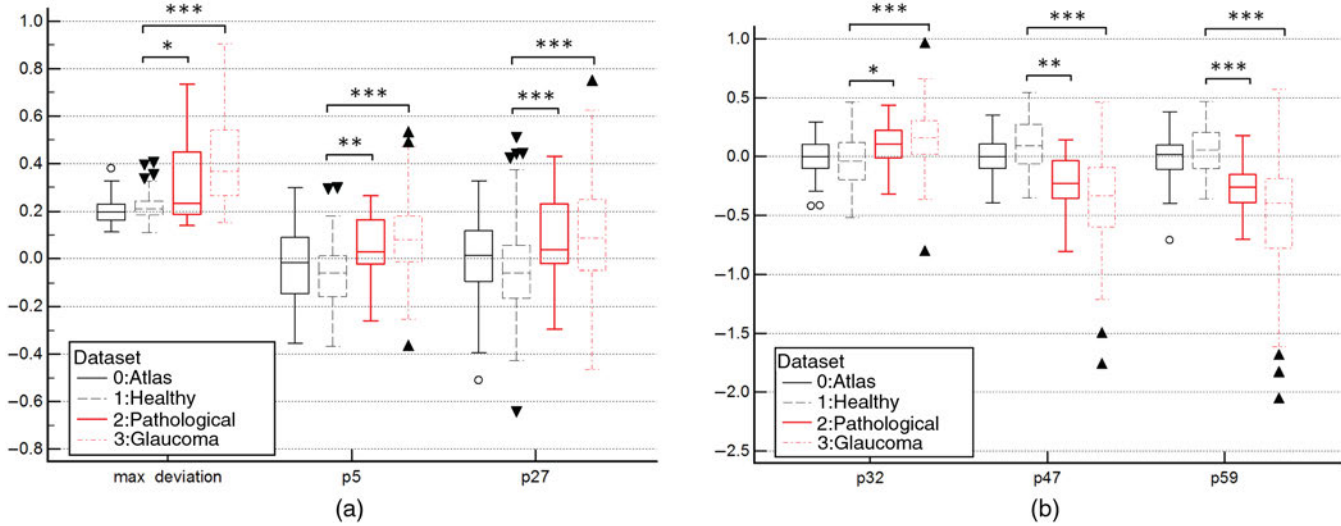 1.0
0.8
0.6
0.4
0.2
0.0
−0.2
−0.4
−0.6
−0.8
***
*
***
**
***
***
Dataset
0:Atlas
1:Healthy
2:Pathological
3:Glaucoma
max deviation
p5
p27
(a)
1.0
0.5
0.0
−0.5
−1.0
−1.5
−2.0
−2.5
***
*
***
**
***
***
Dataset
0:Atlas
1:Healthy
2:Pathological
3:Glaucoma
p32
p47
p59
(b)